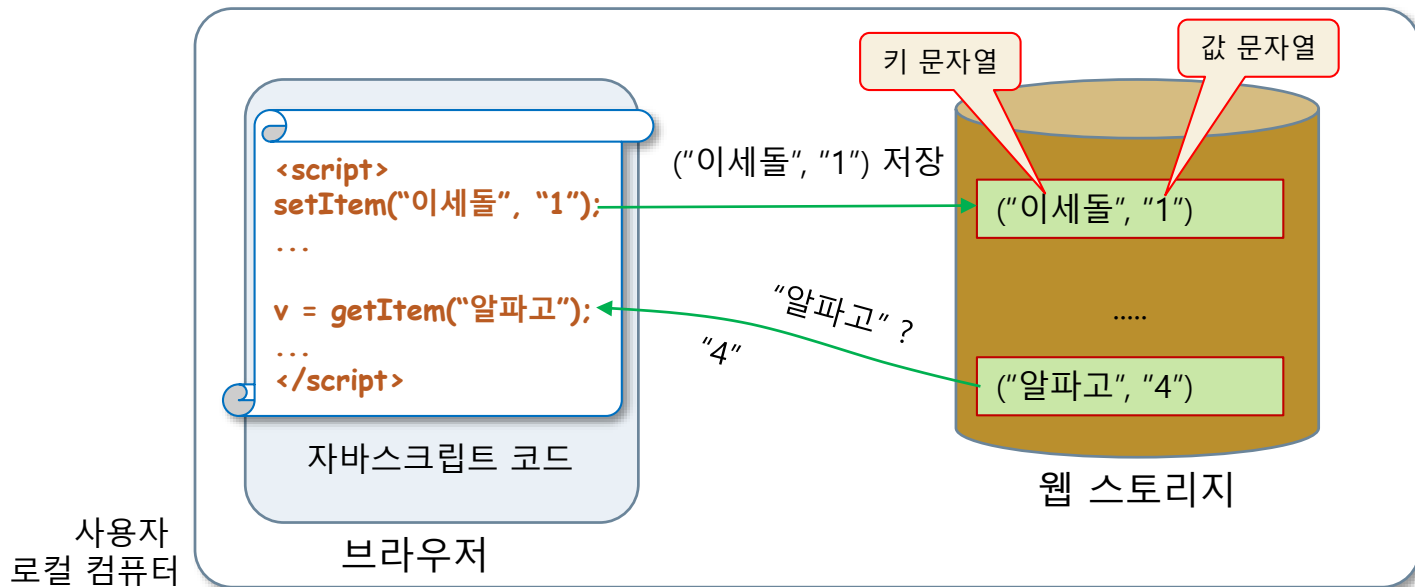 키 문자열
값 문자열
<script>
setItem(“이세돌”, “1”);
...
v = getItem(“알파고”);
...
</script>
자바스크립트 코드
브라우저
(“이세돌”, “1”) 저장
“알파고” ?
“4”
(“이세돌”, “1”)
.....
(“알파고”, “4”)
웹 스토리지
사용자
로컬 컴퓨터